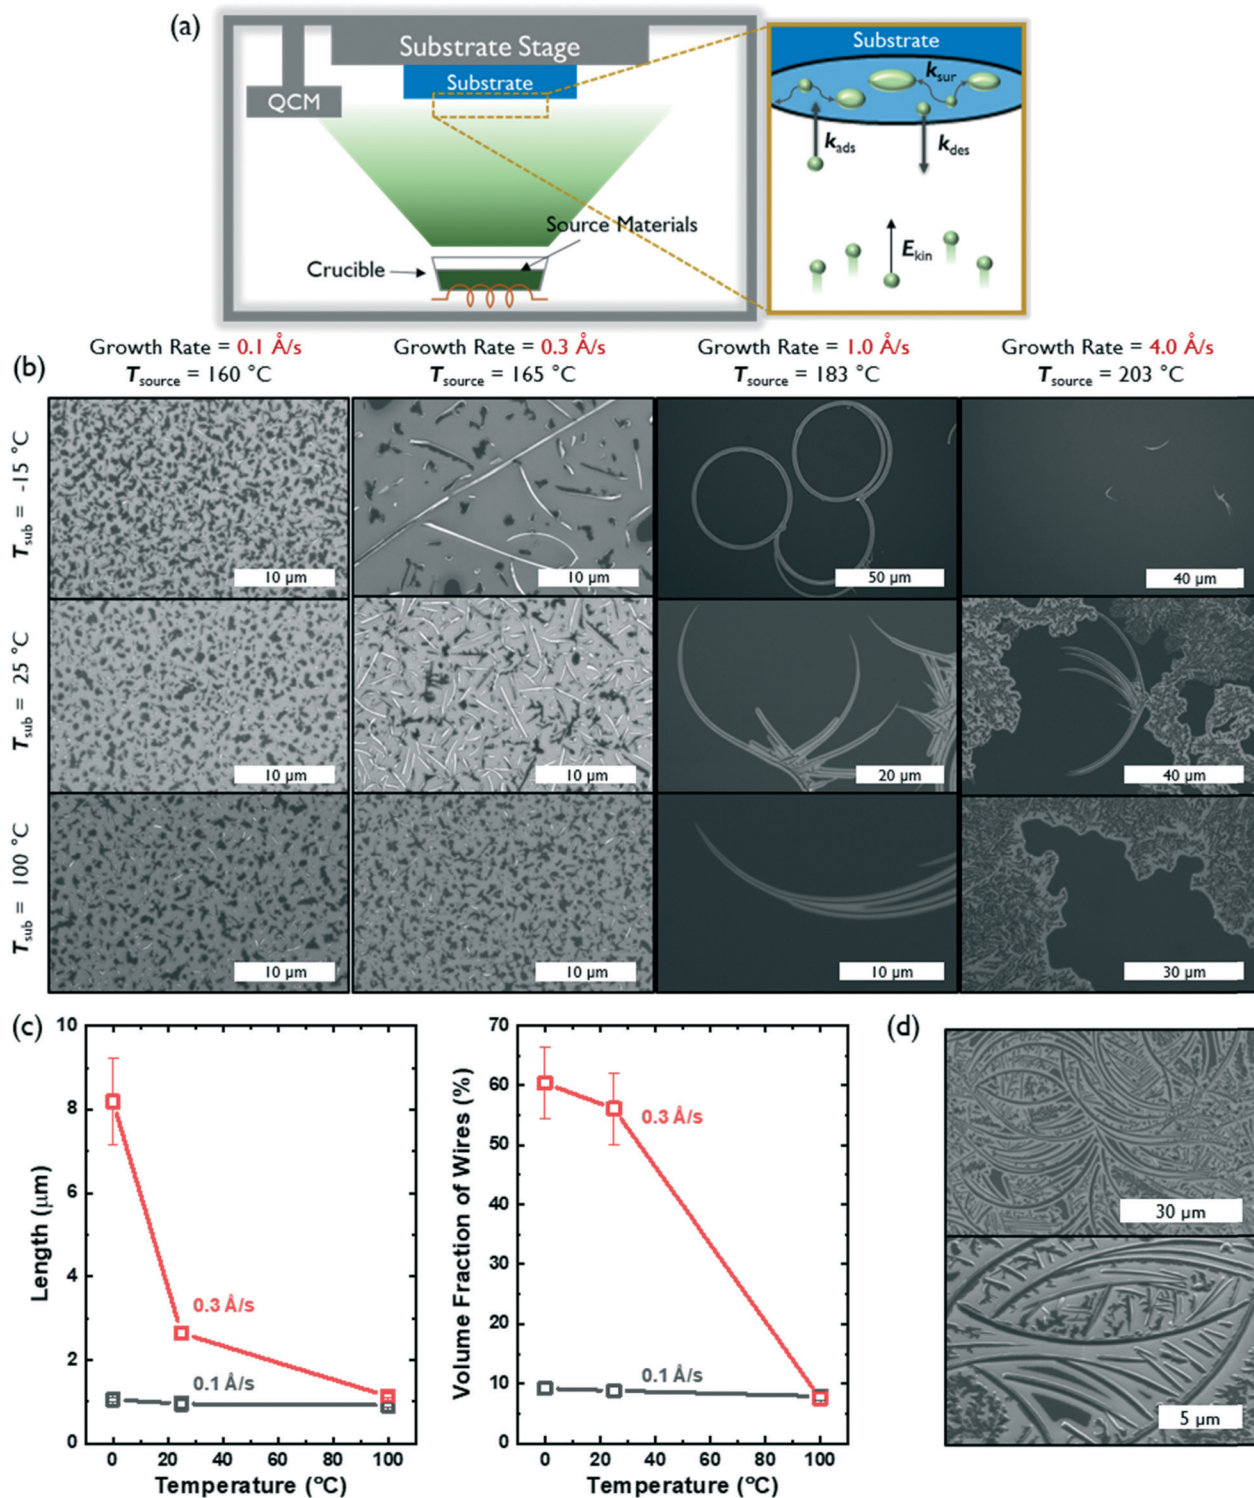 (a)
Substrate Stage
Substrate
QCM
Source Materials
Crucible
Substrate
k_sur
k_ads
k_des
E_kin
(b)
Growth Rate = 0.1 Å/s
T_source = 160 °C
Growth Rate = 0.3 Å/s
T_source = 165 °C
Growth Rate = 1.0 Å/s
T_source = 183 °C
Growth Rate = 4.0 Å/s
T_source = 203 °C
T_sub = -15 °C
10 µm
10 µm
50 µm
40 µm
T_sub = 25 °C
10 µm
10 µm
20 µm
40 µm
T_sub = 100 °C
10 µm
10 µm
10 µm
30 µm
(c)
10
8
6
4
2
0
Length (µm)
0.3 Å/s
0.1 Å/s
0 20 40 60 80 100
Temperature (ºC)
70
60
50
40
30
20
10
0
Volume Fraction of Wires (%)
0.3 Å/s
0.1 Å/s
0 20 40 60 80 100
Temperature (ºC)
(d)
30 µm
5 µm